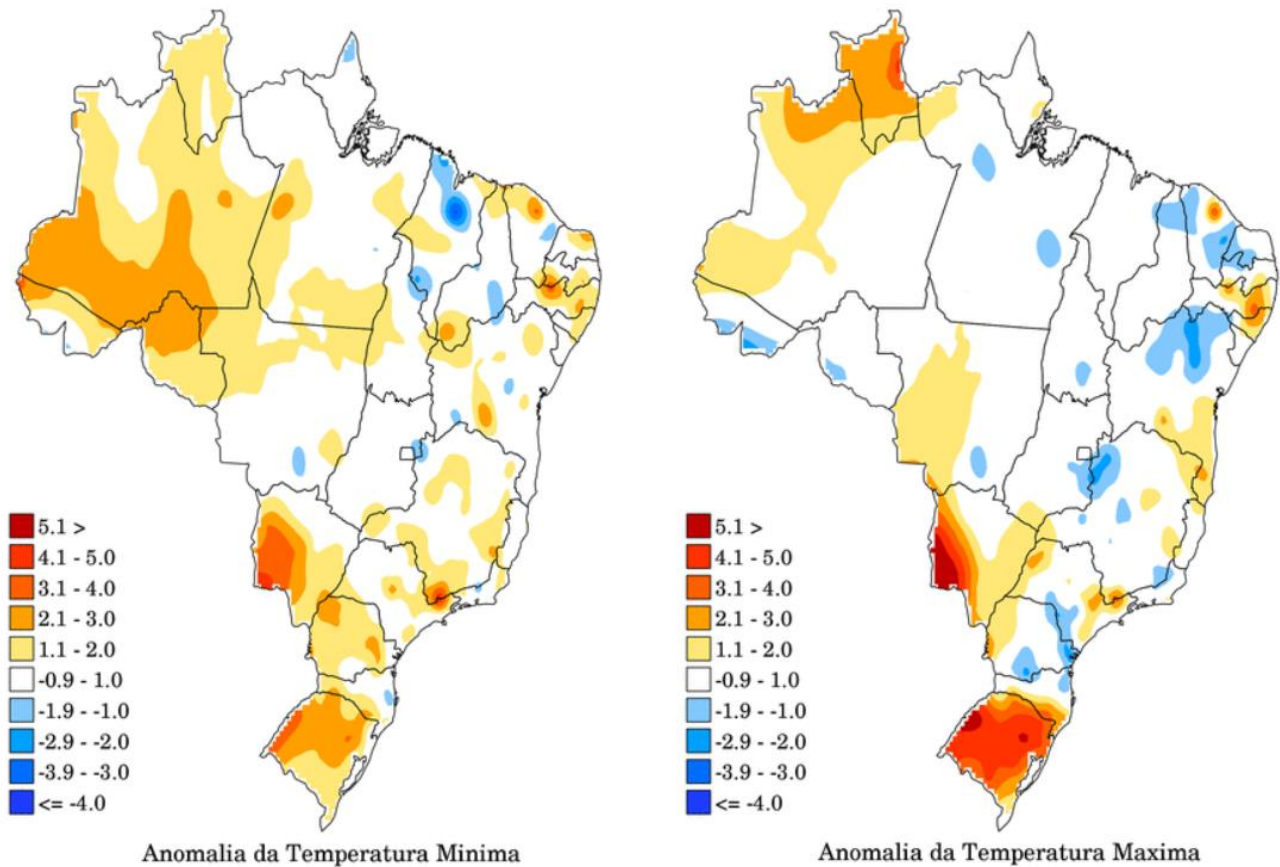 5.1 >
4.1 - 5.0
3.1 - 4.0
2.1 - 3.0
1.1 - 2.0
-0.9 - 1.0
-1.9 - -1.0
-2.9 - -2.0
-3.9 - -3.0
<= -4.0
Anomalia da Temperatura Minima
5.1 >
4.1 - 5.0
3.1 - 4.0
2.1 - 3.0
1.1 - 2.0
-0.9 - 1.0
-1.9 - -1.0
-2.9 - -2.0
-3.9 - -3.0
<= -4.0
Anomalia da Temperatura Maxima